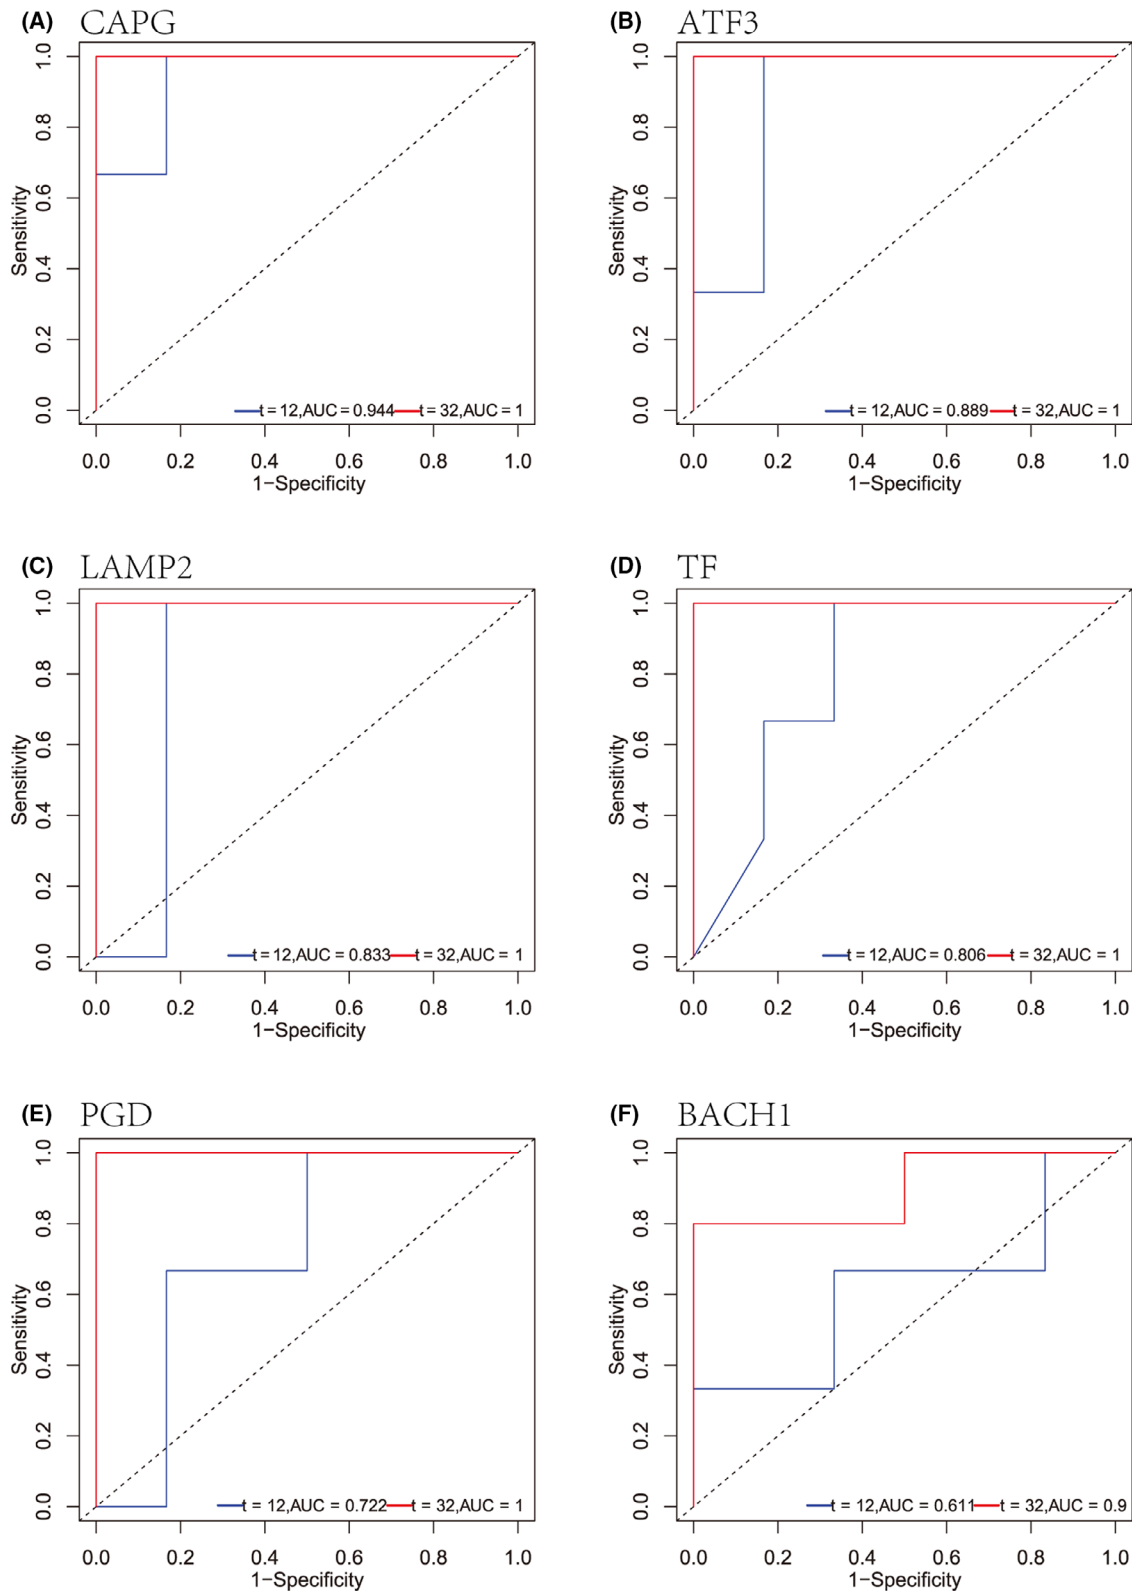 (A) CAPG
1.0
0.8
0.6
0.4
0.2
0.0
Sensitivity
t = 12,AUC = 0.944 t = 32,AUC = 1
0.0 0.2 0.4 0.6 0.8 1.0
1−Specificity
(B) ATF3
1.0
0.8
0.6
0.4
0.2
0.0
Sensitivity
t = 12,AUC = 0.889 t = 32,AUC = 1
0.0 0.2 0.4 0.6 0.8 1.0
1−Specificity
(C) LAMP2
1.0
0.8
0.6
0.4
0.2
0.0
Sensitivity
t = 12,AUC = 0.833 t = 32,AUC = 1
0.0 0.2 0.4 0.6 0.8 1.0
1−Specificity
(D) TF
1.0
0.8
0.6
0.4
0.2
0.0
Sensitivity
t = 12,AUC = 0.806 t = 32,AUC = 1
0.0 0.2 0.4 0.6 0.8 1.0
1−Specificity
(E) PGD
1.0
0.8
0.6
0.4
0.2
0.0
Sensitivity
t = 12,AUC = 0.722 t = 32,AUC = 1
0.0 0.2 0.4 0.6 0.8 1.0
1−Specificity
(F) BACH1
1.0
0.8
0.6
0.4
0.2
0.0
Sensitivity
t = 12,AUC = 0.611 t = 32,AUC = 0.9
0.0 0.2 0.4 0.6 0.8 1.0
1−Specificity